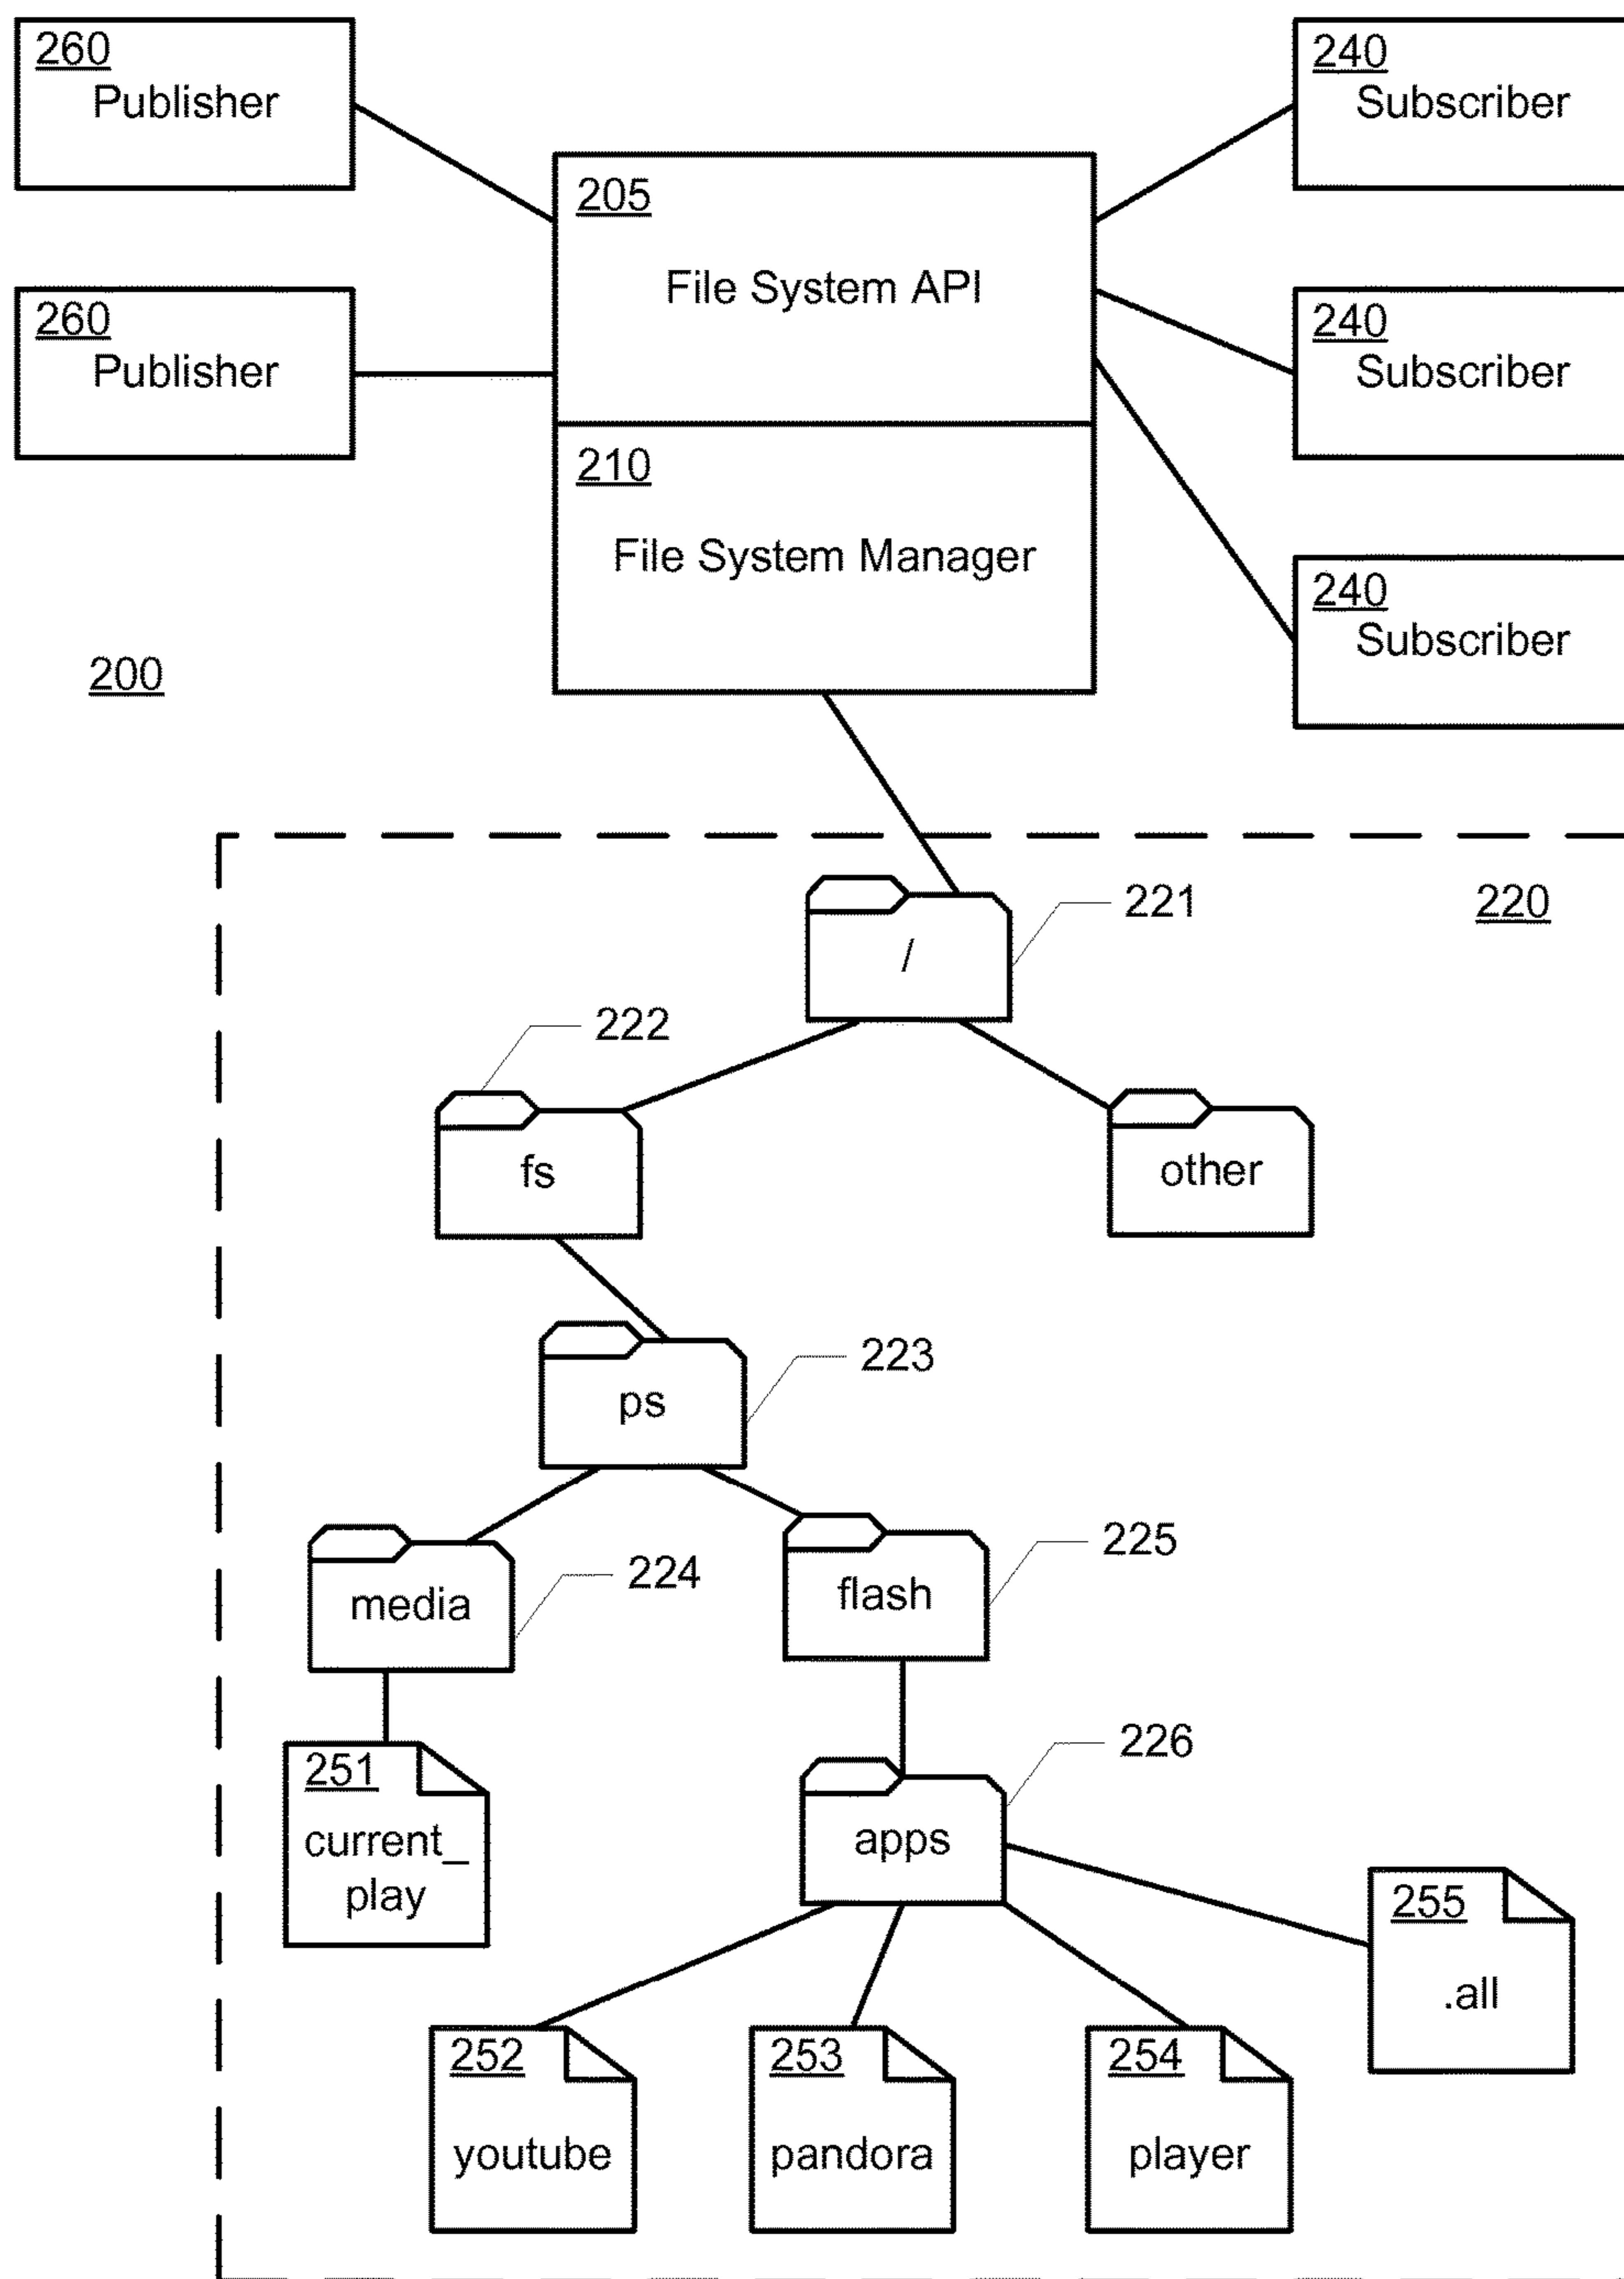 260
Publisher
240
Subscriber
205
File System API
260
Publisher
240
Subscriber
210
File System Manager
240
Subscriber
200
221
220
/
222
fs
other
223
ps
225
224
flash
media
226
251
current_
play
apps
255
.all
252
youtube
253
pandora
254
player